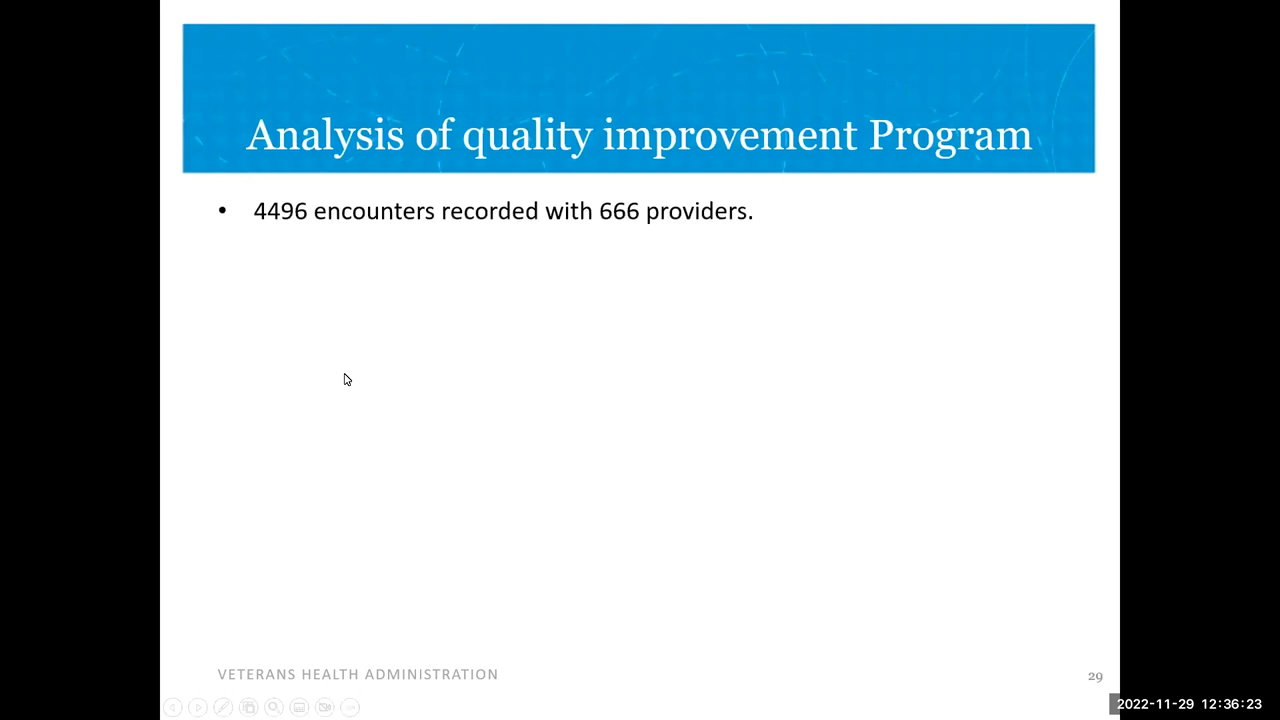 Analysis of quality improvement Program
• 4496 encounters recorded with 666 providers.
VETERANS HEALTH ADMINISTRATION
29
2022-11-29 12:36:23